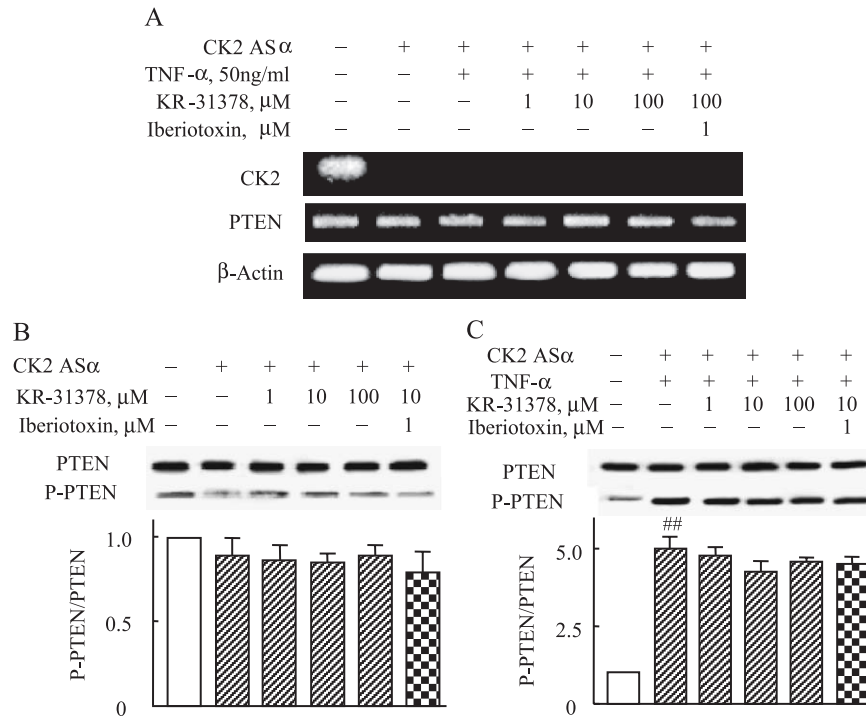 A
CK2 ASα – + + + + + +
TNF-α, 50ng/ml – – + + + + +
KR-31378, μM – – – 1 10 100 100
Iberiotoxin, μM – – – – – – 1
CK2
PTEN
β-Actin
B
CK2 ASα – + + + + +
KR-31378, μM – – 1 10 100 10
Iberiotoxin, μM – – – – – 1
PTEN
P-PTEN
P-PTEN/PTEN
1.0
0.5
0
C
CK2 ASα – + + + + +
TNF-α – + + + + +
KR-31378, μM – – 1 10 100 10
Iberiotoxin, μM – – – – – 1
PTEN
P-PTEN
##
P-PTEN/PTEN
5.0
2.5
0